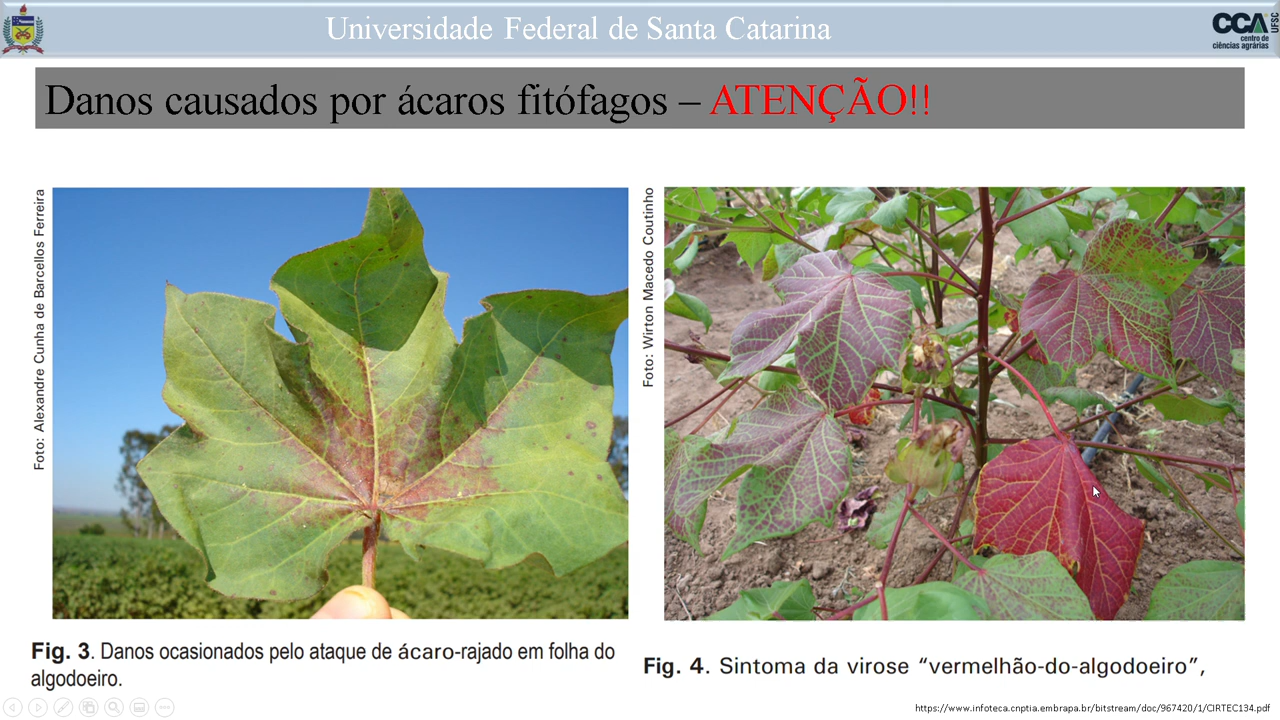 Universidade Federal de Santa Catarina
CCA
UFSC
centro de
ciências agrárias
Danos causados por ácaros fitófagos – ATENÇÃO!!
Foto: Alexandre Cunha de Barcellos Ferreira
Foto: Wirton Macedo Coutinho
Fig. 3. Danos ocasionados pelo ataque de ácaro-rajado em folha do
algodoeiro.
Fig. 4. Sintoma da virose “vermelhão-do-algodoeiro”,
https://www.infoteca.cnptia.embrapa.br/bitstream/doc/967420/1/CIRTEC134.pdf